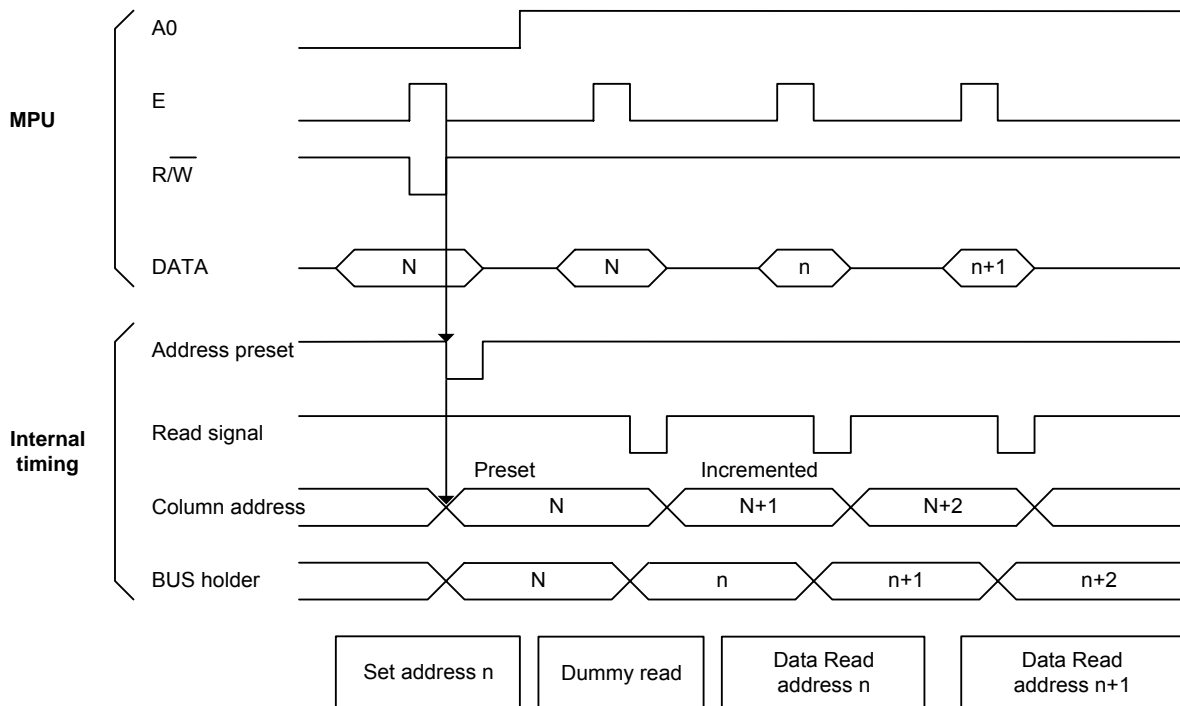 A0
MPU
E
R/W̅
DATA
N
N
n
n+1
Internal
timing
Address preset
Read signal
Preset
Incremented
Column address
N
N+1
N+2
BUS holder
N
n
n+1
n+2
Set address n
Dummy read
Data Read
address n
Data Read
address n+1